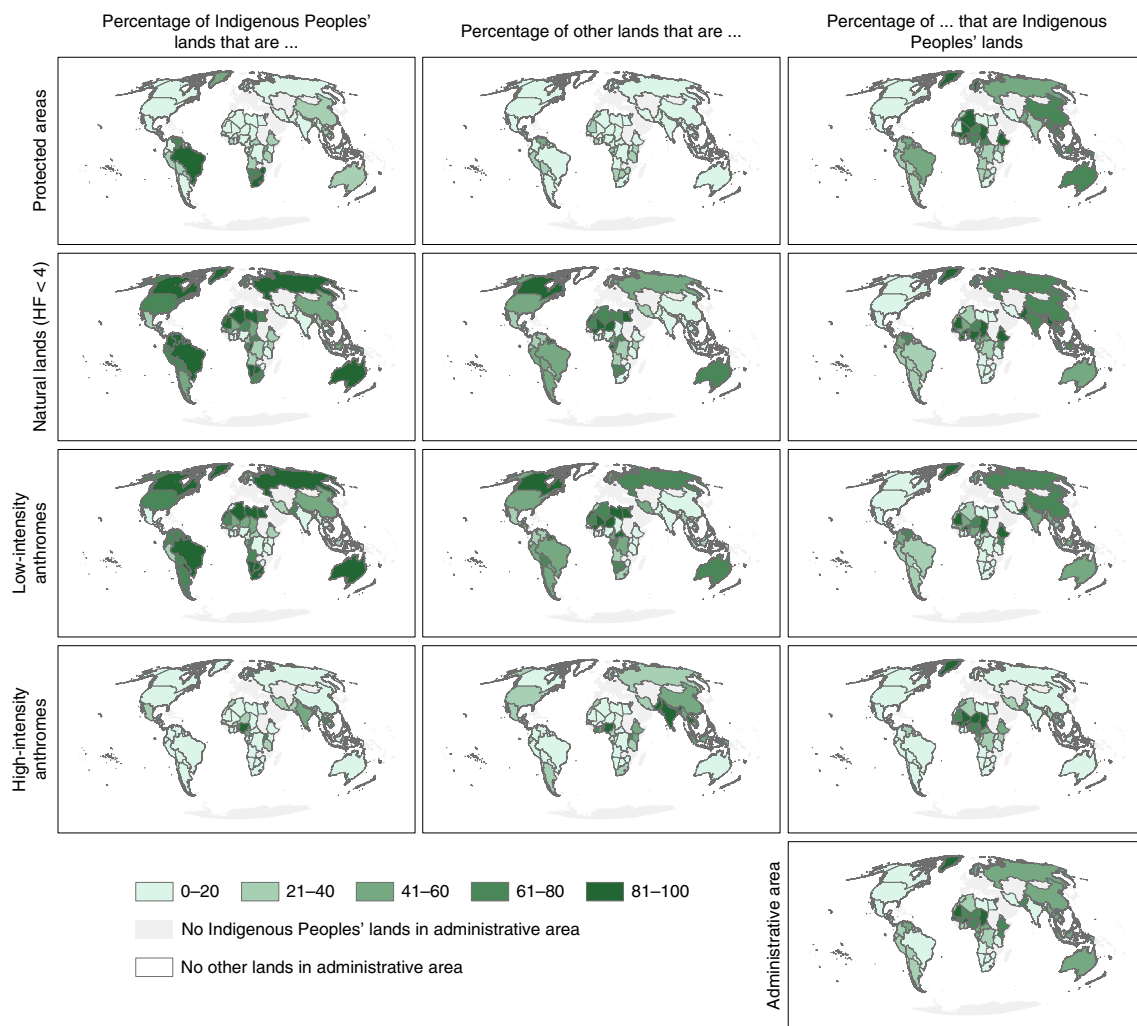 Percentage of Indigenous Peoples'
lands that are ...
Percentage of other lands that are ...
Percentage of ... that are Indigenous
Peoples' lands
Protected areas
Natural lands (HF < 4)
Low-intensity
anthromes
High-intensity
anthromes
Administrative area
0–20
21–40
41–60
61–80
81–100
No Indigenous Peoples' lands in administrative area
No other lands in administrative area